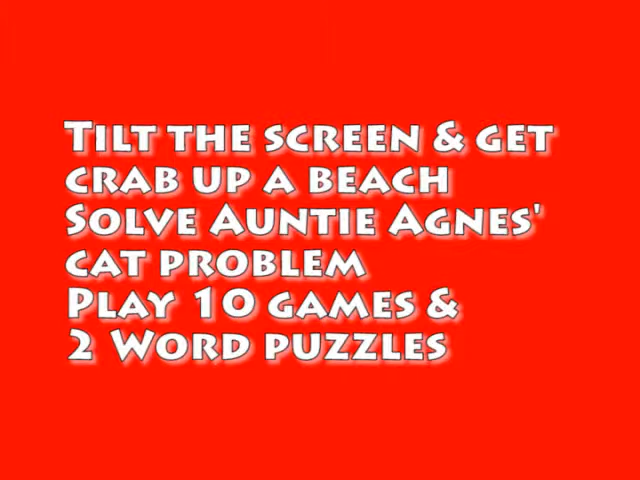 Tilt the screen & get
crab up a beach
Solve Auntie Agnes'
cat problem
Play 10 games &
2 Word puzzles